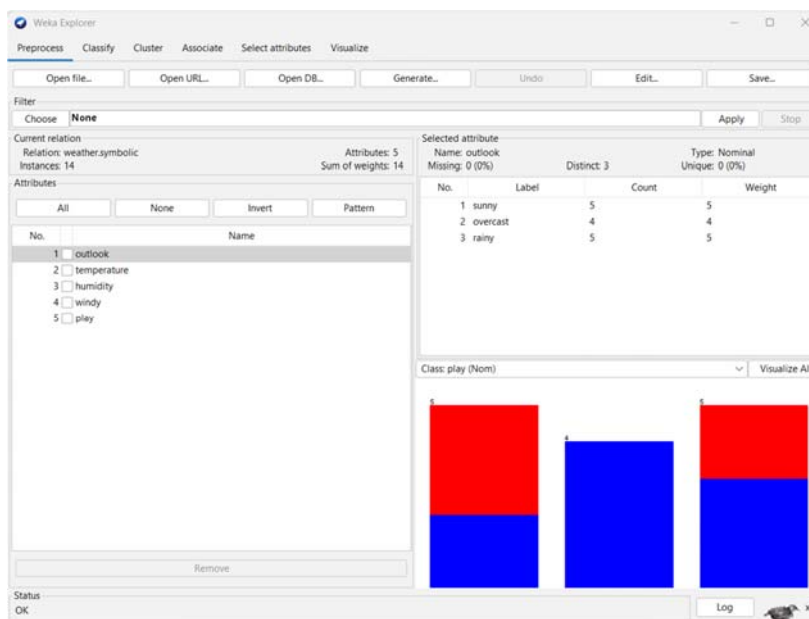 Weka Explorer
Preprocess Classify Cluster Associate Select attributes Visualize
Open file... Open URL... Open DB... Generate... Undo Edit... Save...
Filter
Choose None Apply Stop
Current relation
Relation: weather.symbolic Attributes: 5
Instances: 14 Sum of weights: 14
Attributes
All None Invert Pattern
No. Name
1 outlook
2 temperature
3 humidity
4 windy
5 play
Remove
Selected attribute
Name: outlook Type: Nominal
Missing: 0 (0%) Distinct: 3 Unique: 0 (0%)
No. Label Count Weight
1 sunny 5 5
2 overcast 4 4
3 rainy 5 5
Class: play (Nom) Visualize Al
5 4 5
Status
OK
Log x